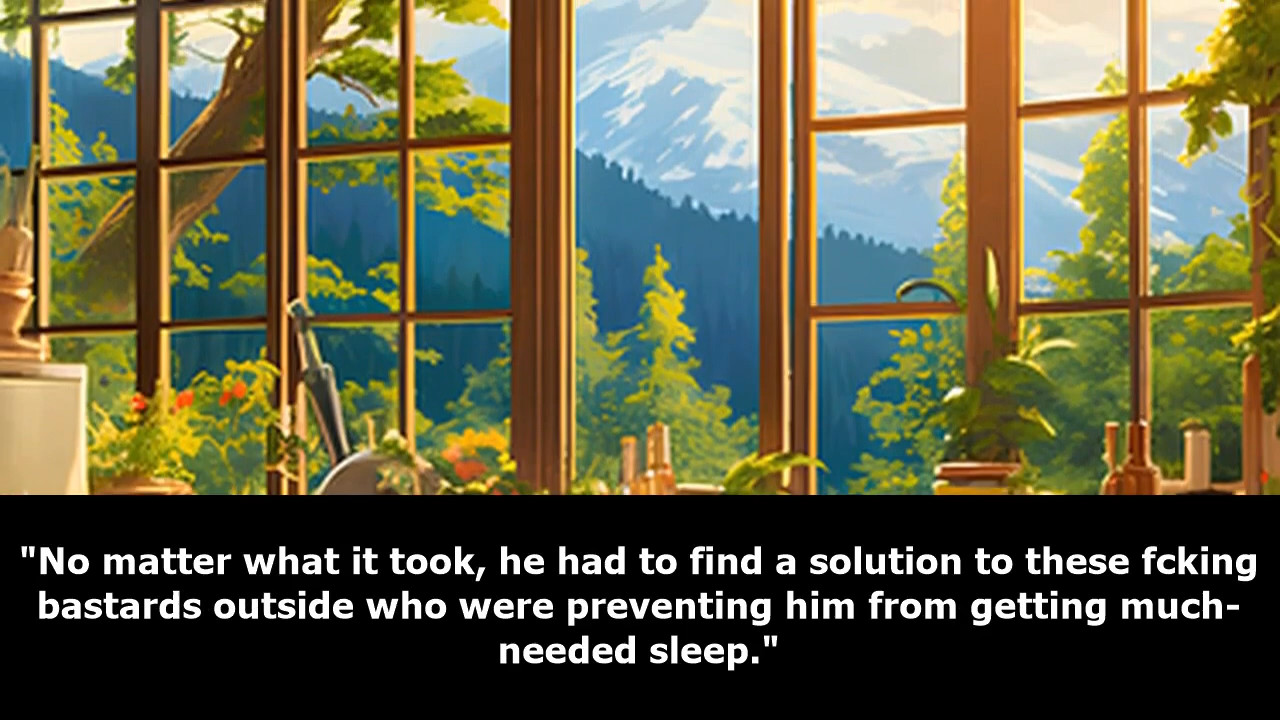 "No matter what it took, he had to find a solution to these fcking
bastards outside who were preventing him from getting much-
needed sleep."